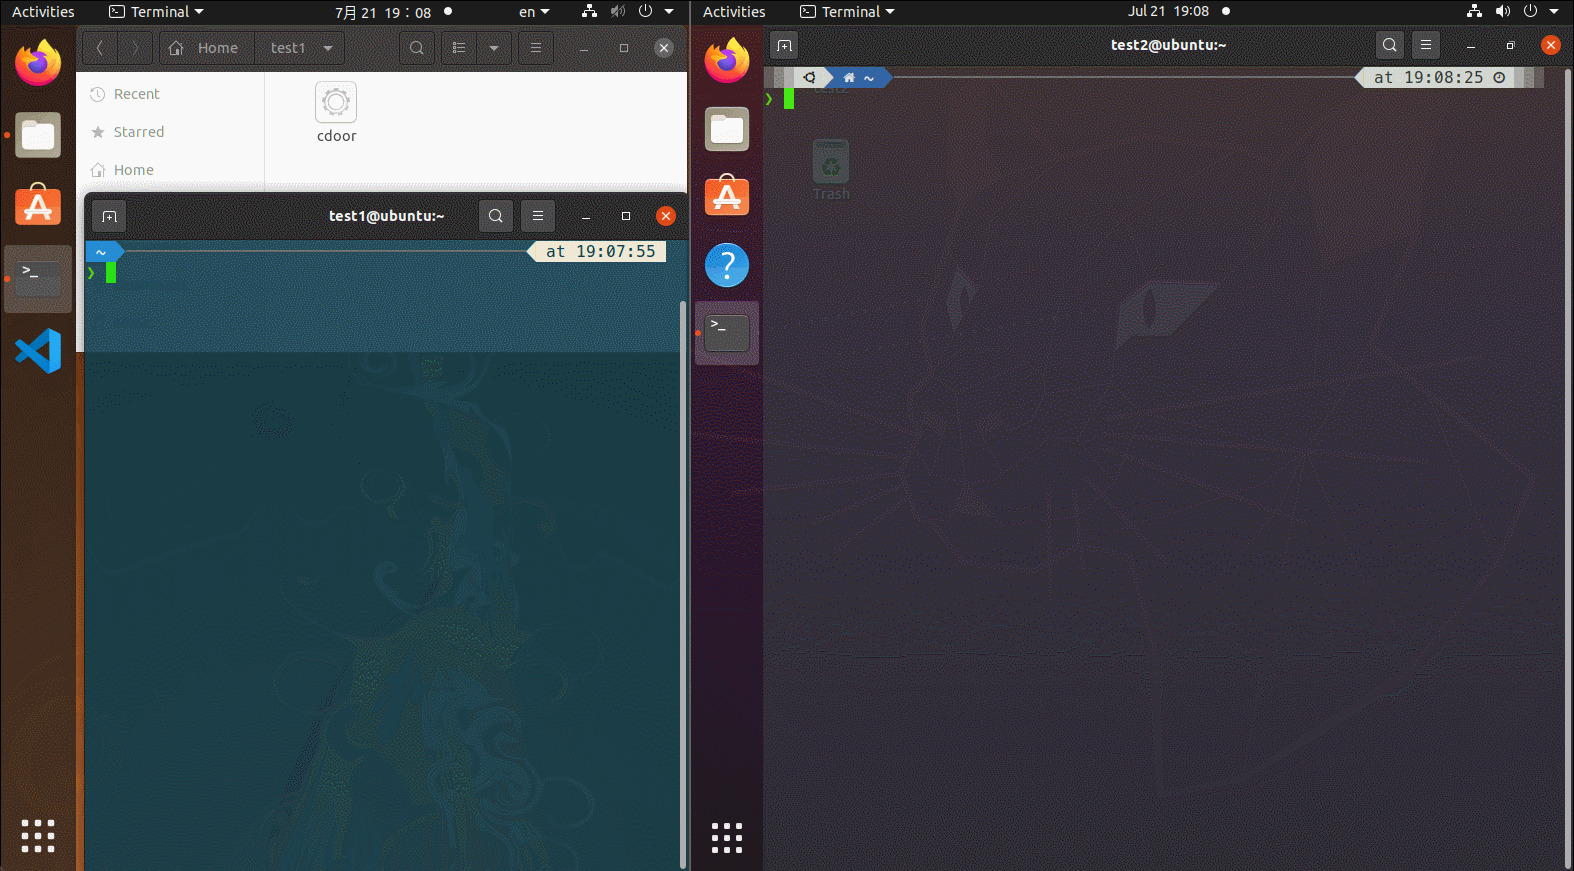 Activities
Terminal
7月 21 19：08
en
Home
test1
Recent
Starred
Home
cdoor
test1@ubuntu:~
~
at 19:07:55
❯
Activities
Terminal
Jul 21 19:08
test2@ubuntu:~
~
at 19:08:25
❯
test2
Trash